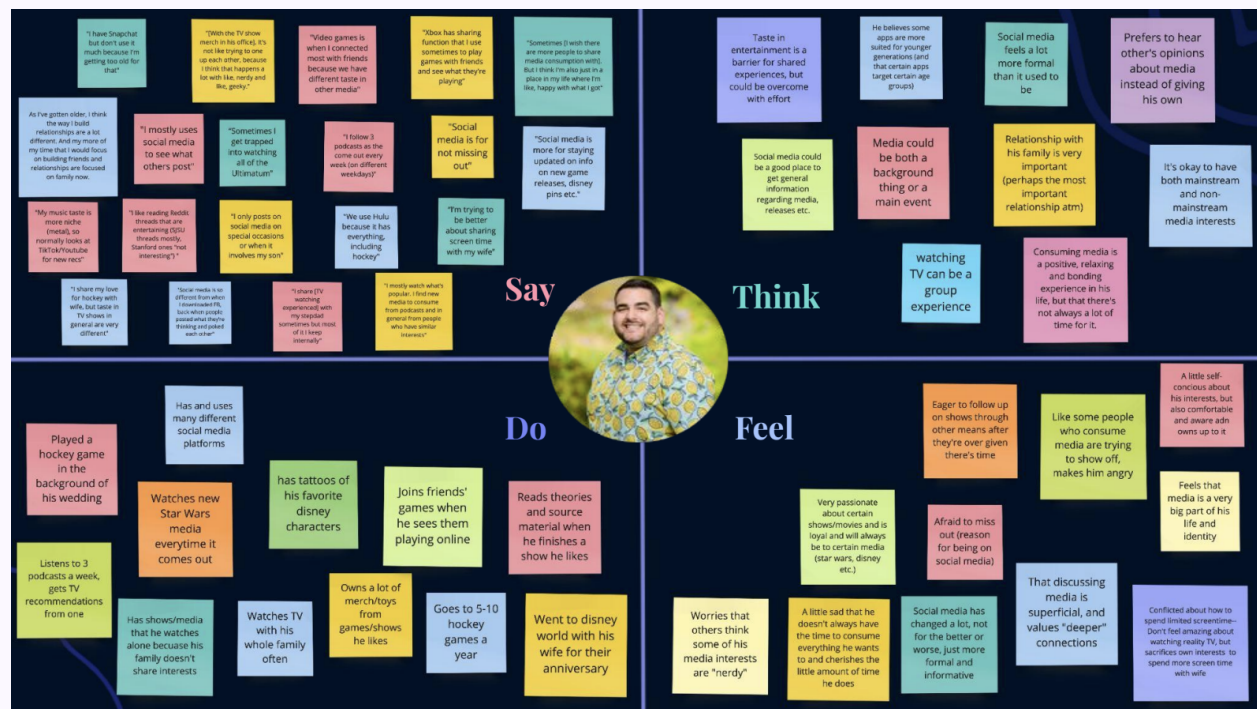 "I have Snapchat
but don't use it
much because I'm
getting too old for
that"
"[With the TV show
merch in his office], it's
not like trying to one
up each other, because
I think that happens a
lot with like, nerdy and
like, geeky."
"Video games is
when I connected
most with friends
because we have
different taste in
other media"
"Xbox has sharing
function that I use
sometimes to play
games with friends
and see what they're
playing"
"Sometimes [I wish there
are more people to share
media consumption with].
But I think I'm also just in a
place in my life where I'm
like, happy with what I got"
As I've gotten older, I think
the way I build
relationships are a lot
different. And my more of
my time that I would focus
on building friends and
relationships are focused
on family now.
"I mostly uses
social media to
see what
others post"
"Sometimes I
get trapped
into watching
all of the
Ultimatum"
"I follow 3
podcasts as the
come out every
week (on different
weekdays)"
"Social
media is for
not missing
out"
"Social media is
more for staying
updated on info
on new game
releases, disney
pins etc."
"My music taste is
more niche
(metal), so
normally looks at
TikTok/Youtube
for new recs"
"I like reading Reddit
threads that are
entertaining (SJSU
threads mostly,
Stanford ones "not
interesting") "
"I only posts on
social media on
special occasions
or when it
involves my son"
"We use Hulu
because it has
everything,
including
hockey"
"I'm trying to
be better
about sharing
screen time
with my wife"
"I share my love
for hockey with
wife, but taste in
TV shows in
general are very
different"
"Social media is so
different from when
I downloaded FB,
back when people
posted what they're
thinking and poked
each other"
"I share [TV
watching
experienced] with
my stepdad
sometimes but most
of it I keep
internally"
"I mostly watch what's
popular. I find new
media to consume
from podcasts and in
general from people
who have similar
interests"
Say
Taste in
entertainment is a
barrier for shared
experiences, but
could be overcome
with effort
He believes some
apps are more
suited for younger
generations (and
that certain apps
target certain age
groups)
Social media
feels a lot
more formal
than it used to
be
Prefers to hear
other's opinions
about media
instead of giving
his own
Social media could
be a good place to
get general
information
regarding media,
releases etc.
Media could
be both a
background
thing or a
main event
Relationship with
his family is very
important
(perhaps the most
important
relationship atm)
It's okay to have
both mainstream
and non-
mainstream
media interests
watching
TV can be a
group
experience
Consuming media is
a positive, relaxing
and bonding
experience in his
life, but that there's
not always a lot of
time for it.
Think
Do
Has and uses
many different
social media
platforms
Played a
hockey game
in the
background of
his wedding
Watches new
Star Wars
media
everytime it
comes out
has tattoos of
his favorite
disney
characters
Joins friends'
games when
he sees them
playing online
Reads theories
and source
material when
he finishes a
show he likes
Listens to 3
podcasts a week,
gets TV
recommendations
from one
Has shows/media
that he watches
alone becuase his
family doesn't
share interests
Watches TV
with his
whole family
often
Owns a lot of
merch/toys
from
games/shows
he likes
Goes to 5-10
hockey
games a
year
Went to disney
world with his
wife for their
anniversary
Feel
Eager to follow up
on shows through
other means after
they're over given
there's time
Like some people
who consume
media are trying
to show off,
makes him angry
A little self-
concious about
his interests, but
also comfortable
and aware adn
owns up to it
Very passionate
about certain
shows/movies and is
loyal and will always
be to certain media
(star wars, disney
etc.)
Afraid to miss
out (reason
for being on
social media)
Feels that
media is a very
big part of his
life and
identity
Worries that
others think
some of his
media interests
are "nerdy"
A little sad that he
doesn't always have
the time to consume
everything he wants
to and cherishes the
little amount of time
he does
Social media has
changed a lot, not
for the better or
worse, just more
formal and
informative
That discussing
media is
superficial, and
values "deeper"
connections
Conflicted about how to
spend limited screentime--
Don't feel amazing about
watching reality TV, but
sacrifices own interests to
spend more screen time
with wife